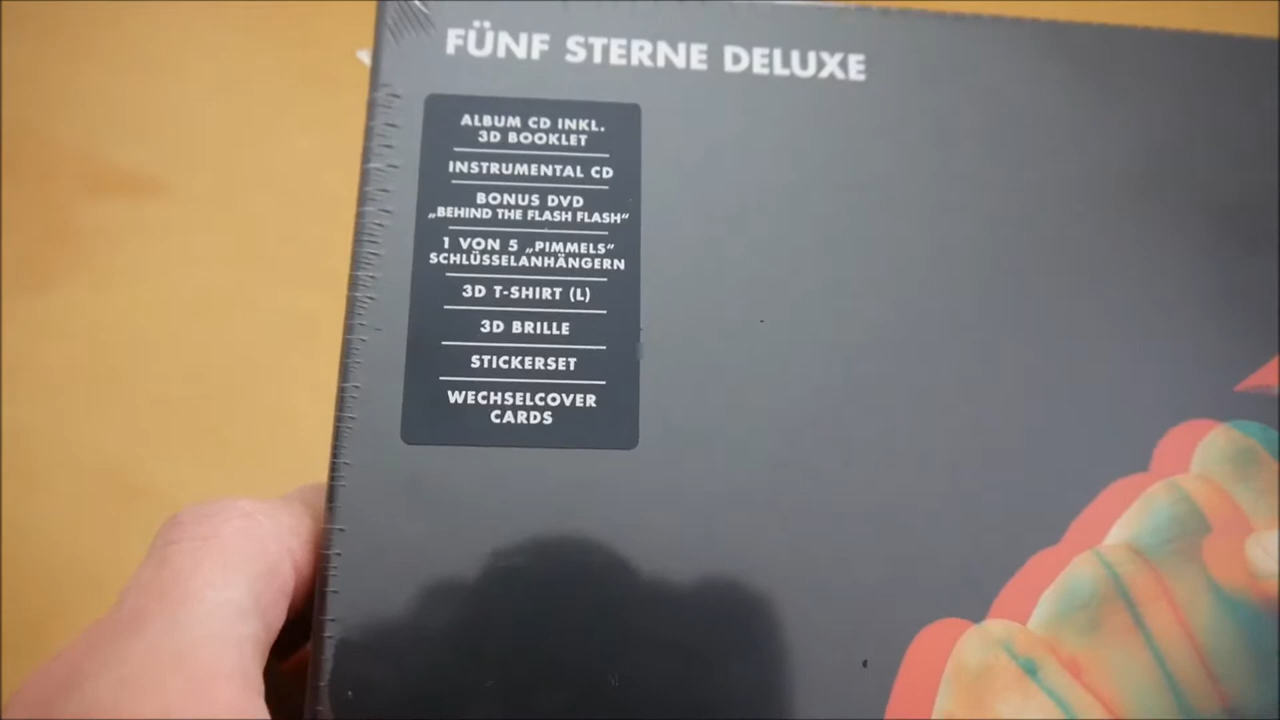 FÜNF STERNE DELUXE
ALBUM CD INKL.
3D BOOKLET
INSTRUMENTAL CD
BONUS DVD
„BEHIND THE FLASH FLASH“
1 VON 5 „PIMMELS“
SCHLÜSSELANHÄNGERN
3D T-SHIRT (L)
3D BRILLE
STICKERSET
WECHSELCOVER
CARDS